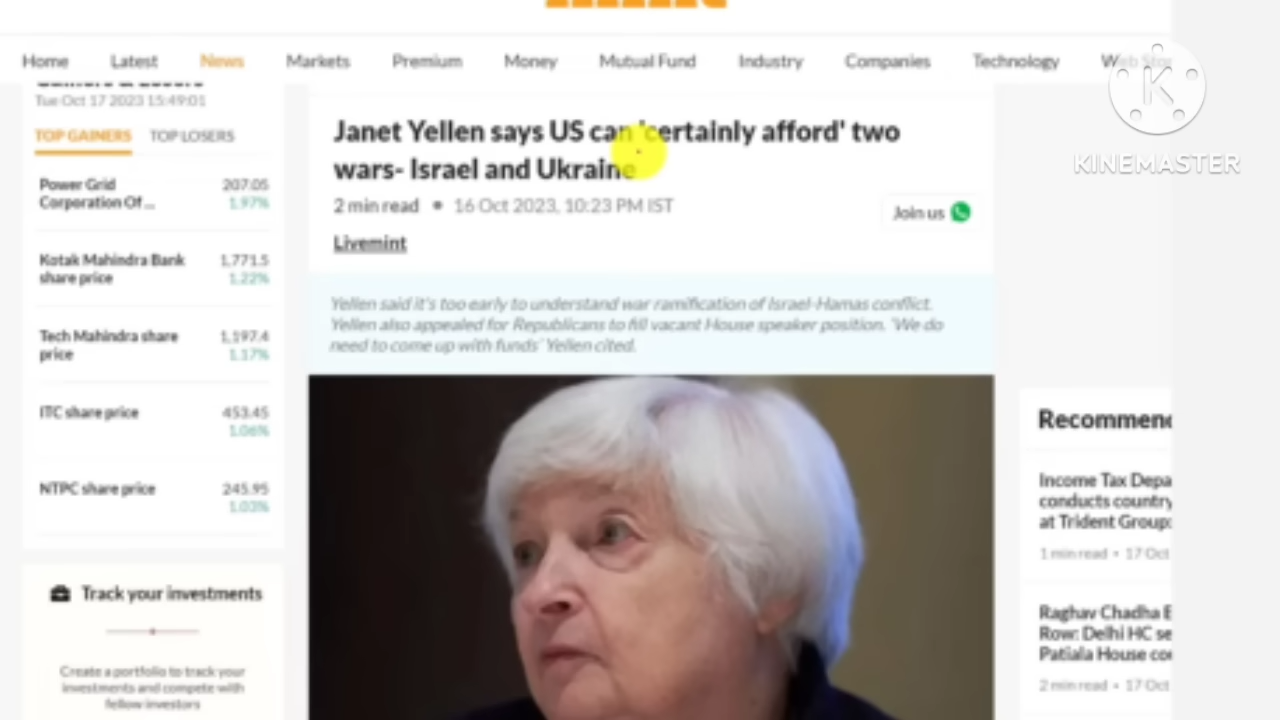 Home Latest News Markets Premium Money Mutual Fund Industry Companies Technology Web
Tue Oct 17 2023 15:49:01
TOP GAINERS TOP LOSERS
Power Grid 207.05
Corporation Of ... 1.97%
Kotak Mahindra Bank 1,771.5
share price 1.22%
Tech Mahindra share 1,197.4
price 1.17%
ITC share price 453.45
1.06%
NTPC share price 245.95
1.03%
Track your investments
Create a portfolio to track your
investments and compete with
fellow investors
Janet Yellen says US can 'certainly afford' two
wars- Israel and Ukraine
2 min read • 16 Oct 2023, 10:23 PM IST
Join us
Livemint
Yellen said it's too early to understand war ramification of Israel-Hamas conflict.
Yellen also appealed for Republicans to fill vacant House speaker position. 'We do
need to come up with funds' Yellen cited.
K
KINEMASTER
Recommend
Income Tax Depa
conducts country
at Trident Group:
1 min read • 17 Oct
Raghav Chadha B
Row: Delhi HC se
Patiala House cou
2 min read • 17 Oct